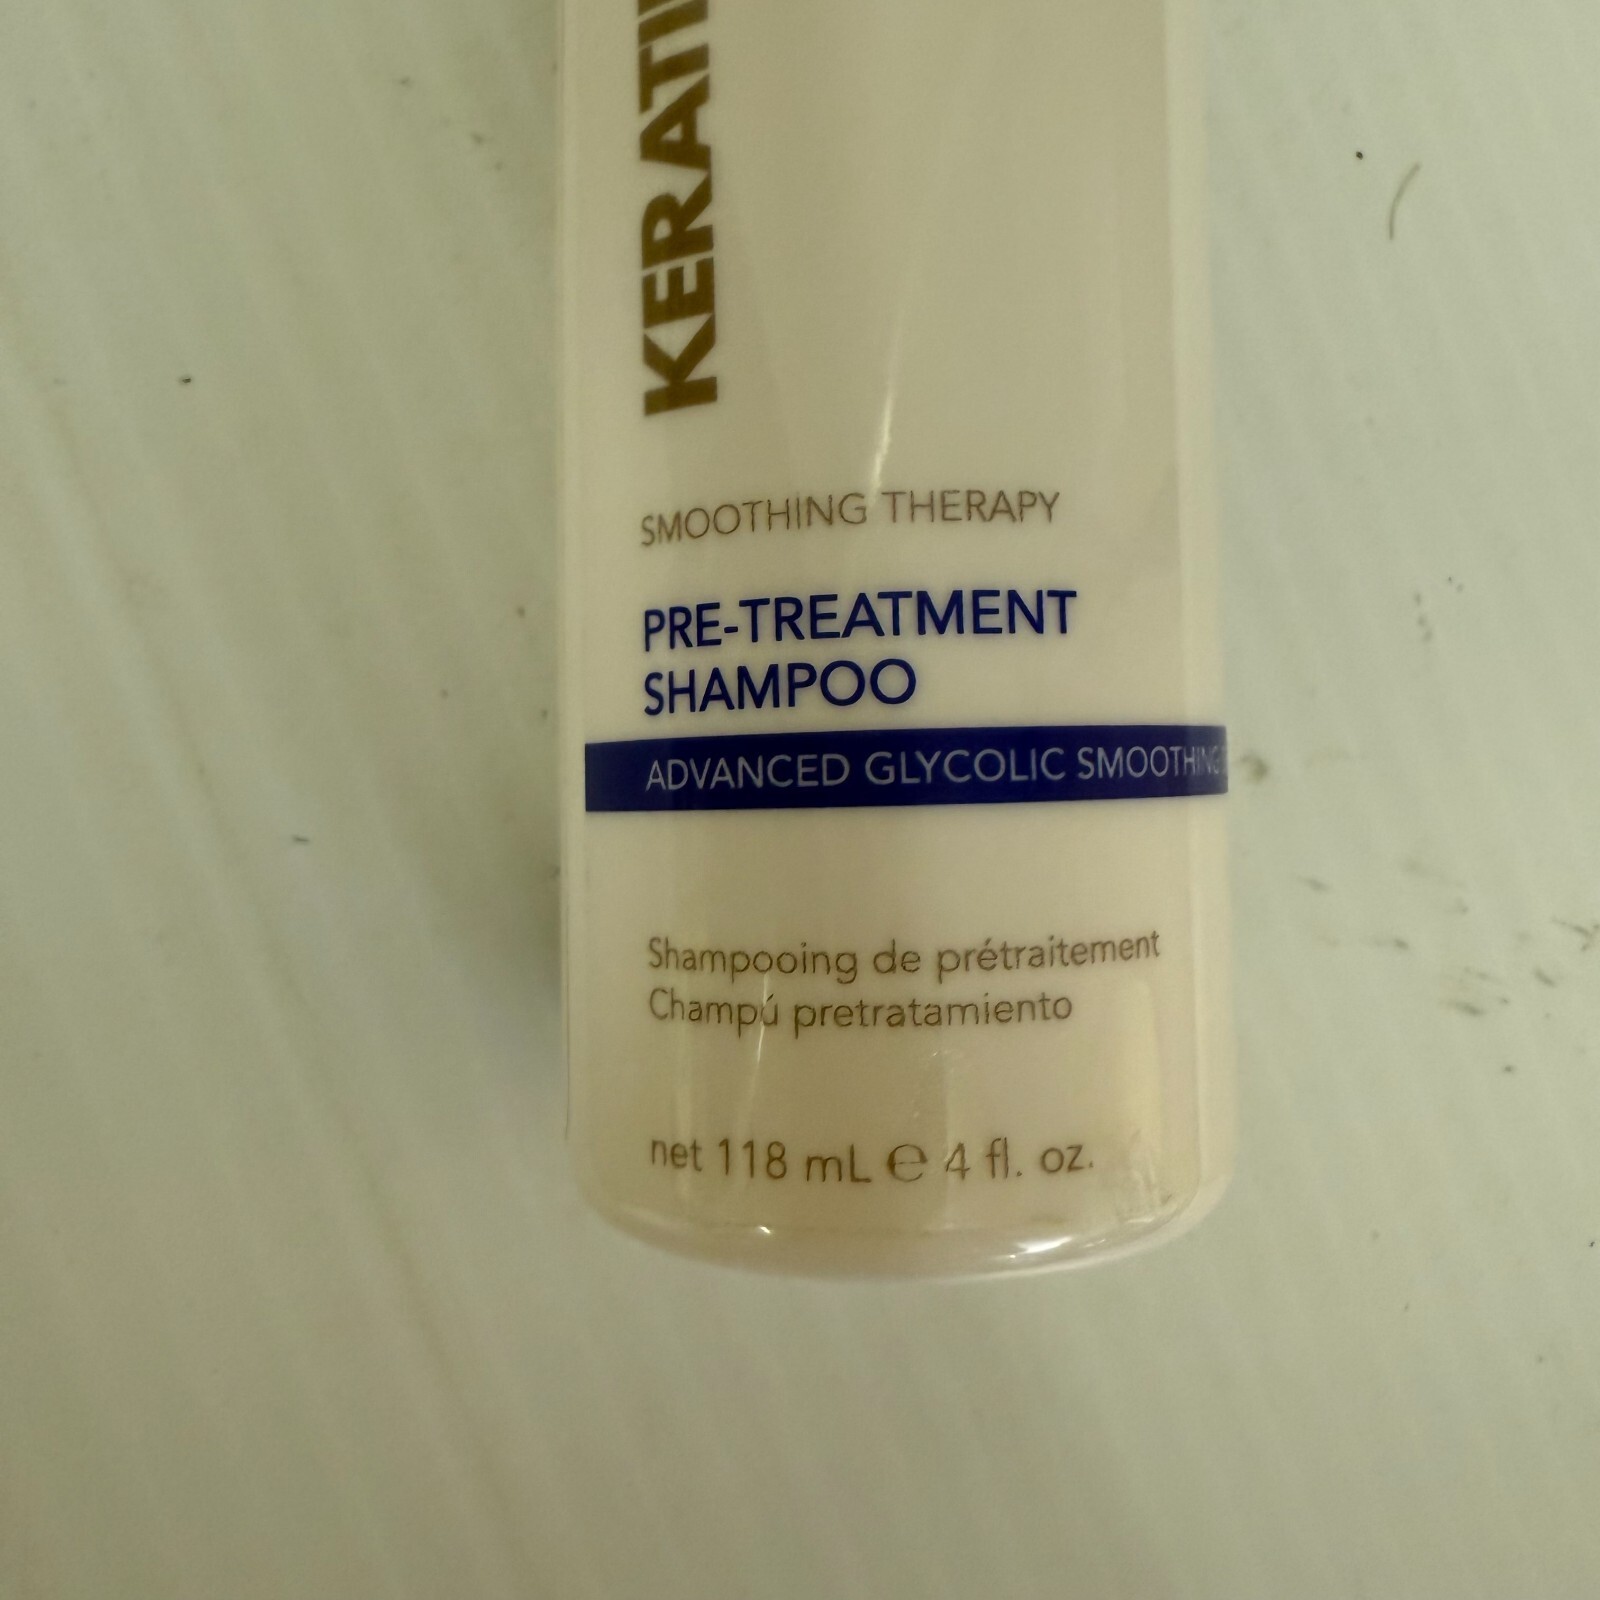 KERATI
SMOOTHING THERAPY
PRE-TREATMENT
SHAMPOO
ADVANCED GLYCOLIC SMOOTHING
Shampooing de prétraitement
Champú pretratamiento
net 118 mL ℮ 4 fl. oz.